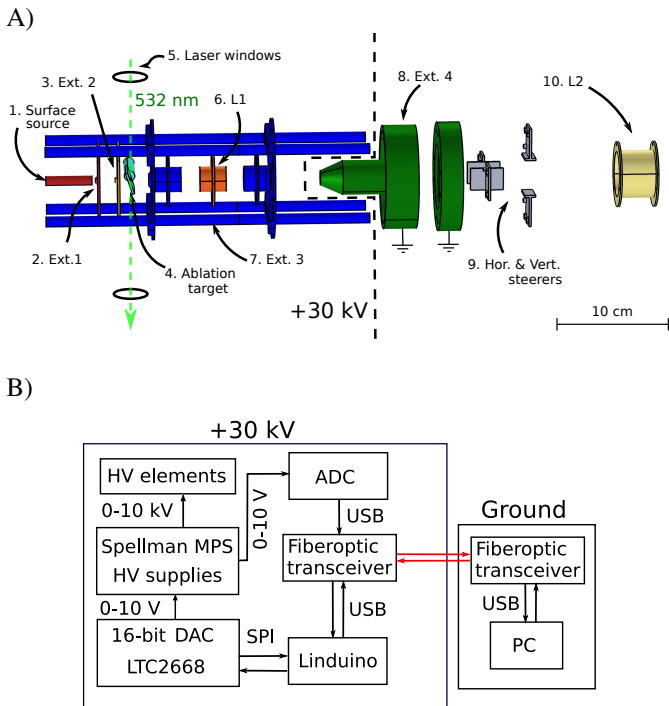 A)
5. Laser windows
3. Ext. 2
532 nm
6. L1
8. Ext. 4
10. L2
1. Surface
source
2. Ext.1
4. Ablation
target
7. Ext. 3
9. Hor. & Vert.
steerers
+30 kV
10 cm
B)
+30 kV
HV elements
ADC
0-10 kV
0-10 V
USB
Ground
Spellman MPS
HV supplies
Fiberoptic
transceiver
Fiberoptic
transceiver
0-10 V
USB
USB
16-bit DAC
LTC2668
SPI
Linduino
PC